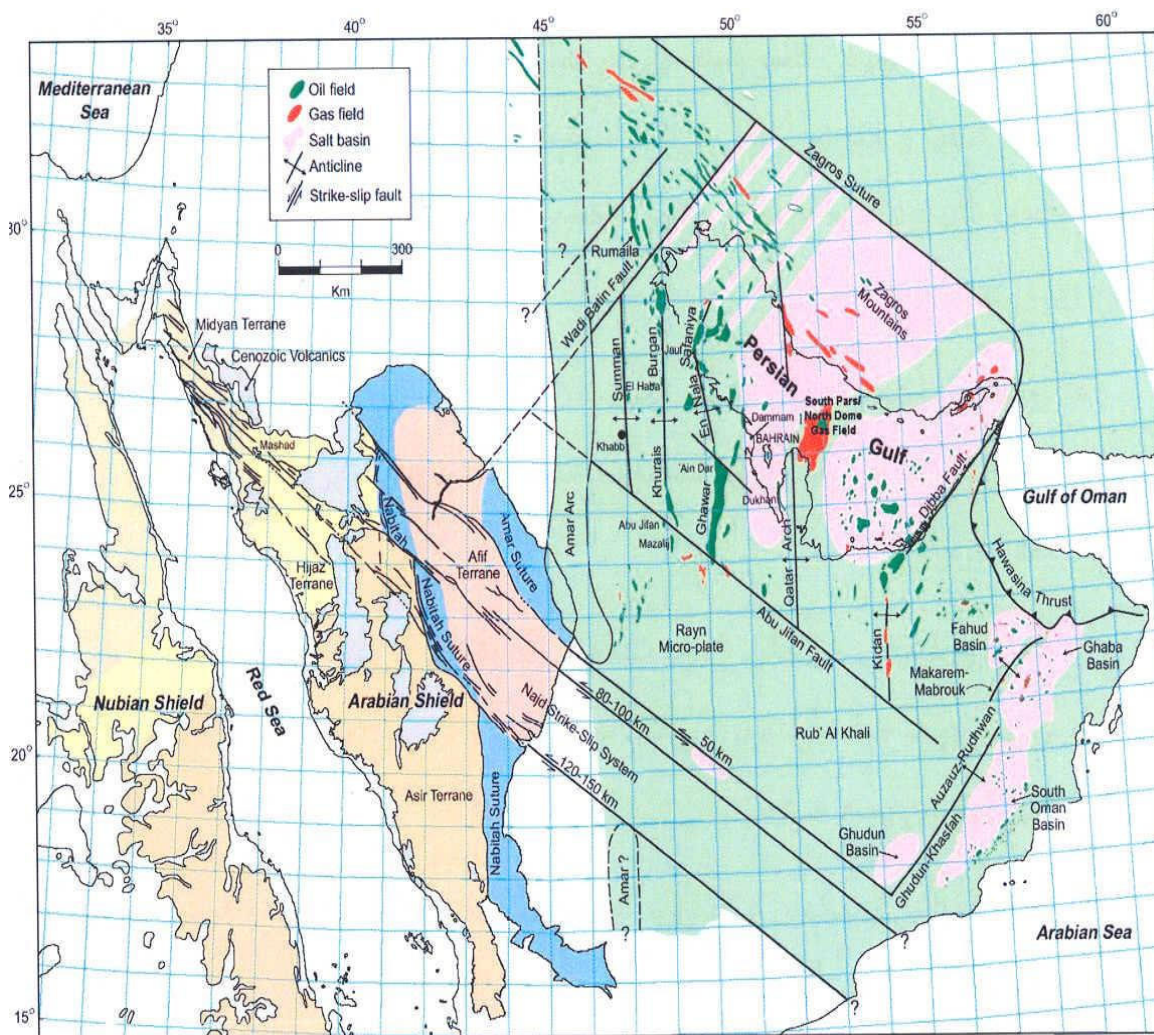 35°
40°
45°
50°
55°
60°
Mediterranean
Sea
Oil field
Gas field
Salt basin
Anticline
Strike-slip fault
0
300
Km
30°
25°
20°
15°
Zagros Suture
Zagros
Mountains
Rumaila
?
?
Wadi Batin Fault
Midyan Terrane
Cenozoic Volcanics
Mashad
Summan
Burgan
Jauf
Safaniya
El Haba
En Nala
Khabb
Khurais
Persian
Gulf
South Pars/
North Dome
Gas Field
Dammam
BAHRAIN
'Ain Dar
Dukhan
Ghawar
Abu Jifan
Mazalij
Qatar Arch
Dibba Fault
Gulf of Oman
Hawasina Thrust
Amar Arc
Amar Suture
Nabitah
Afif
Terrane
Hijaz
Terrane
Nabitah Suture
Rayn
Micro-plate
Abu Jifan Fault
Kidan
Fahud
Basin
Ghaba
Basin
Makarem-
Mabrouk
Nubian Shield
Red Sea
Arabian Shield
Najd Strike-Slip System
80-100 km
50 km
120-150 km
Rub' Al Khali
Asir Terrane
Nabitah Suture
Auzauz-Rudhwan
South
Oman
Basin
Ghudun
Basin
Ghudun-Khasfah
Amar ?
?
?
?
Arabian Sea